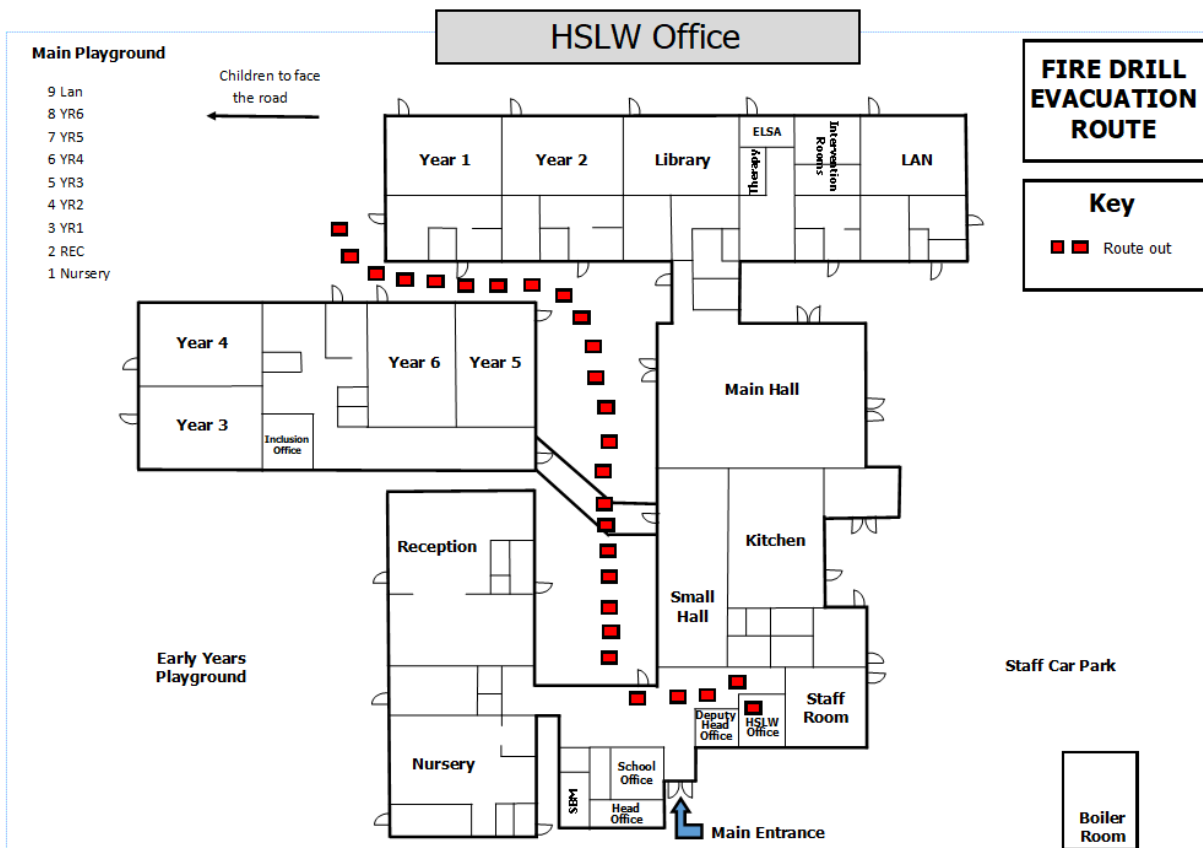 HSLW Office
Main Playground
9 Lan
8 YR6
7 YR5
6 YR4
5 YR3
4 YR2
3 YR1
2 REC
1 Nursery
Children to face
the road
FIRE DRILL
EVACUATION
ROUTE
Key
Route out
Year 1
Year 2
Library
ELSA
Therapy
Intervention
Rooms
LAN
Year 4
Year 6
Year 5
Year 3
Inclusion
Office
Main Hall
Reception
Kitchen
Small
Hall
Early Years
Playground
Staff Car Park
Deputy
Head
Office
HSLW
Office
Staff
Room
Nursery
School
Office
SBM
Head
Office
Main Entrance
Boiler
Room